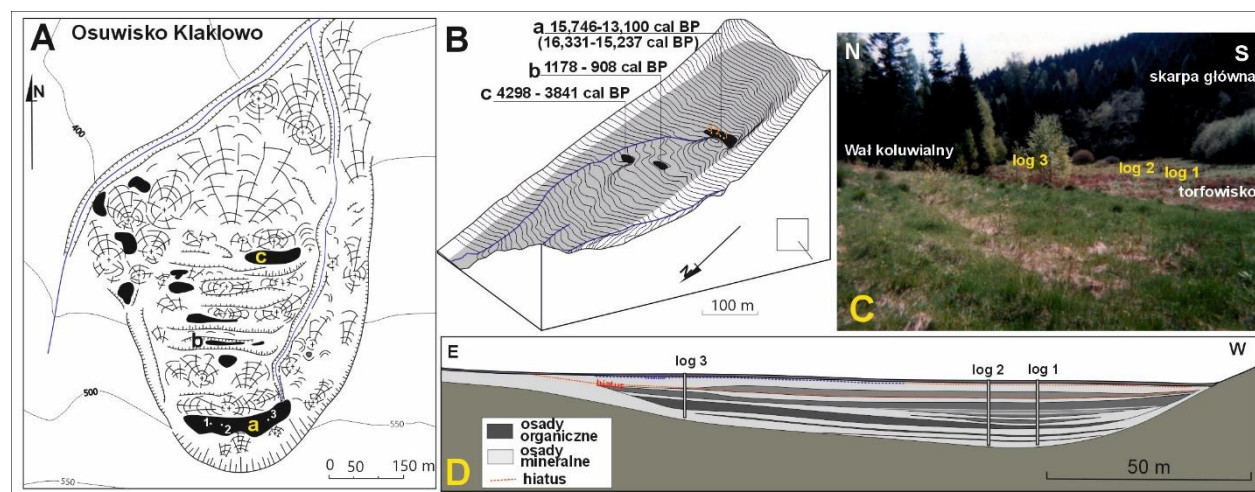 A
Osuwisko Klaklowo
N
400
500
550
550
c
b
a
1
2
3
0 50 150 m
B
a 15,746-13,100 cal BP
(16,331-15,237 cal BP)
b 1178 - 908 cal BP
c 4298 - 3841 cal BP
N
100 m
N
S
skarpa główna
Wał koluwialny
log 3
log 2
log 1
torfowisko
C
E
W
log 3
log 2
log 1
hiatus
osady
organiczne
osady
mineralne
hiatus
D
50 m